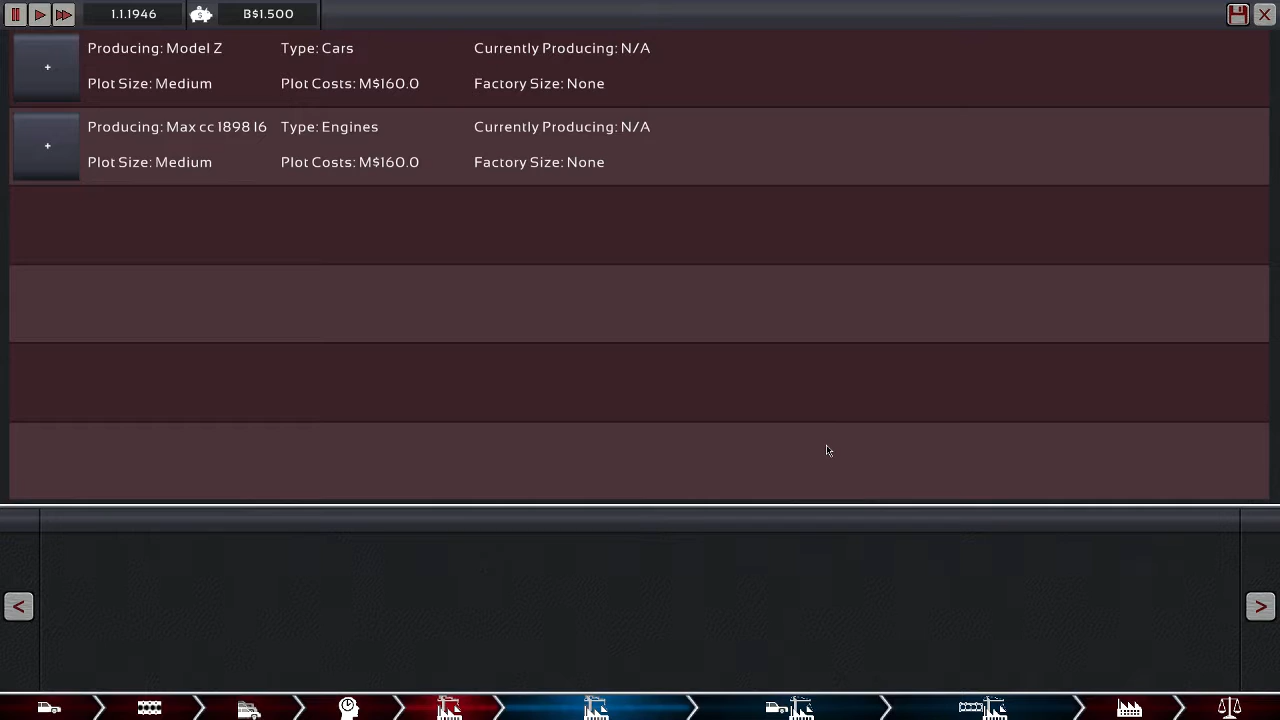 1.1.1946
B$1.500
Producing: Model Z Type: Cars Currently Producing: N/A
+
Plot Size: Medium Plot Costs: M$160.0 Factory Size: None
Producing: Max cc 1898 I6 Type: Engines Currently Producing: N/A
+
Plot Size: Medium Plot Costs: M$160.0 Factory Size: None
< >